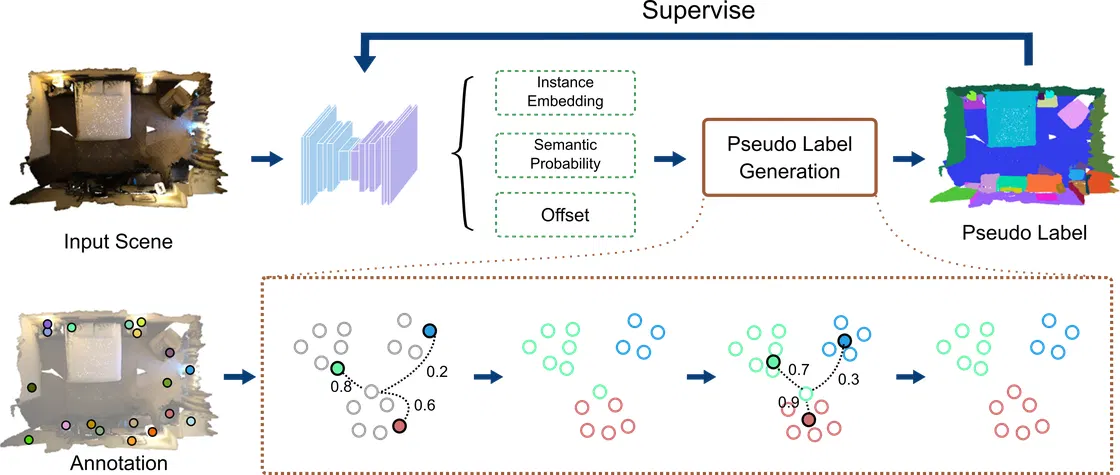 Supervise
Instance
Embedding
Semantic
Probability
Offset
Pseudo Label
Generation
Input Scene
Pseudo Label
0.8
0.2
0.6
0.7
0.3
0.9
Annotation